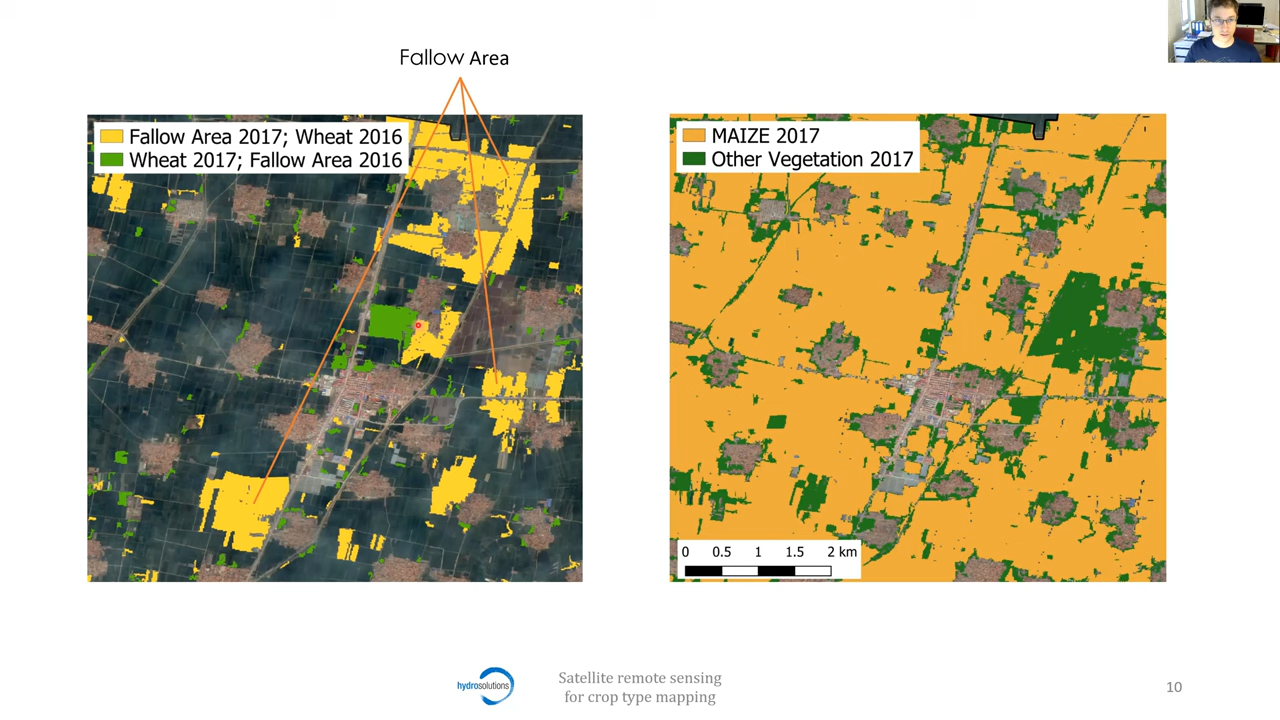 Fallow Area
Fallow Area 2017; Wheat 2016
Wheat 2017; Fallow Area 2016
MAIZE 2017
Other Vegetation 2017
0 0.5 1 1.5 2 km
hydrosolutions
Satellite remote sensing
for crop type mapping
10